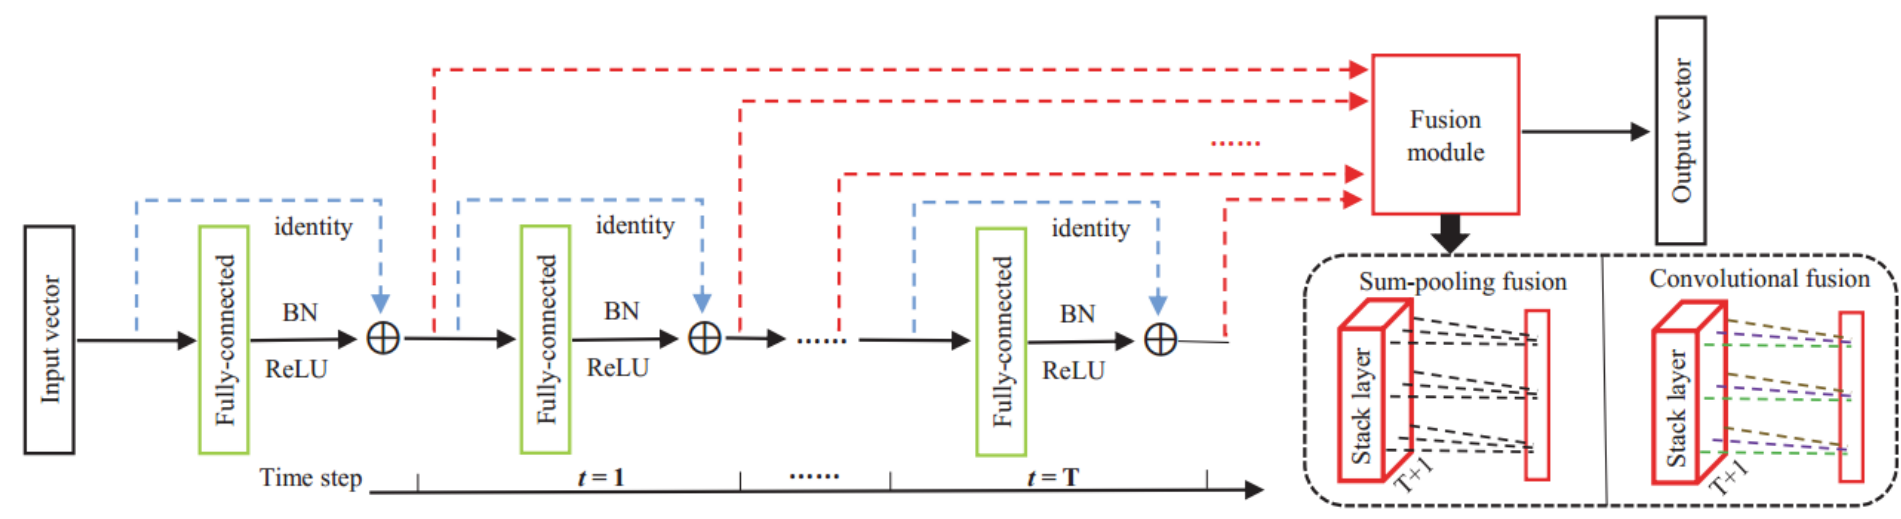 Input vector
Fully-connected
identity
BN
ReLU
Fully-connected
identity
BN
ReLU
......
Fully-connected
identity
BN
ReLU
......
Fusion
module
Output vector
Time step
t = 1
......
t = T
Sum-pooling fusion
Stack layer
T+1
Convolutional fusion
Stack layer
T+1